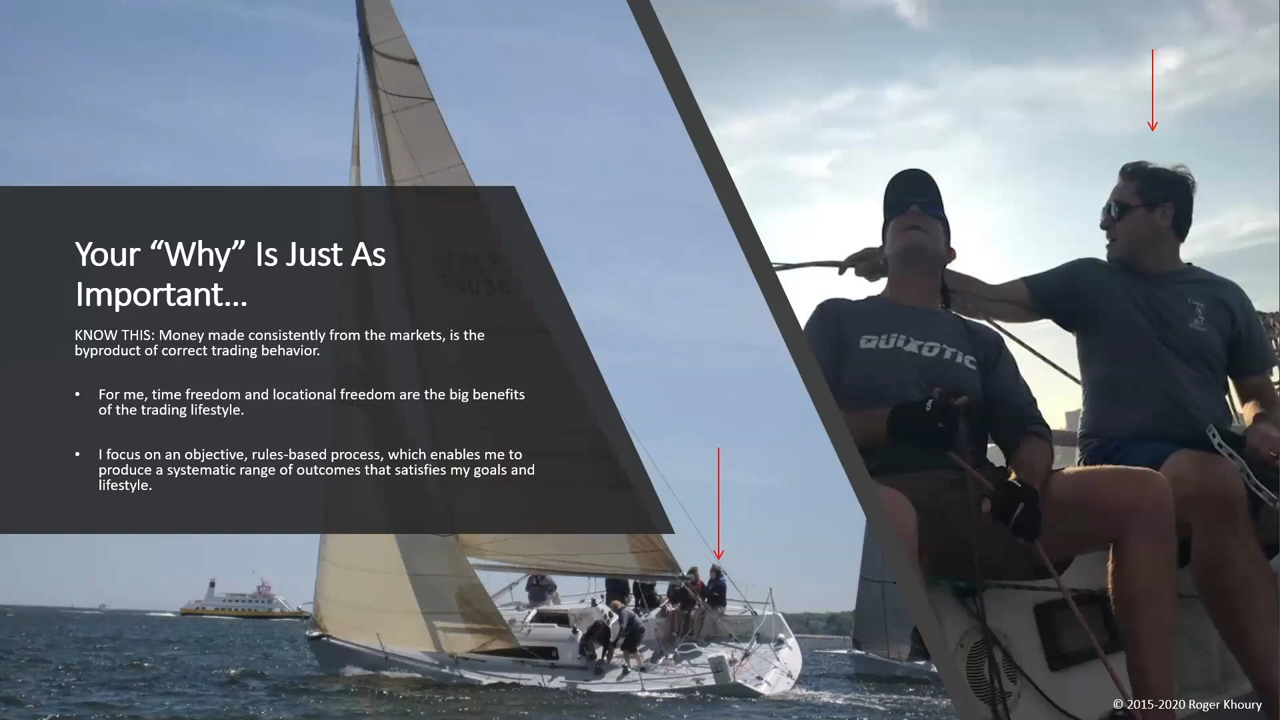 Your “Why” Is Just As
Important...
KNOW THIS: Money made consistently from the markets, is the
byproduct of correct trading behavior.
• For me, time freedom and locational freedom are the big benefits
of the trading lifestyle.
• I focus on an objective, rules-based process, which enables me to
produce a systematic range of outcomes that satisfies my goals and
lifestyle.
QUIXOTIC
© 2015-2020 Roger Khoury